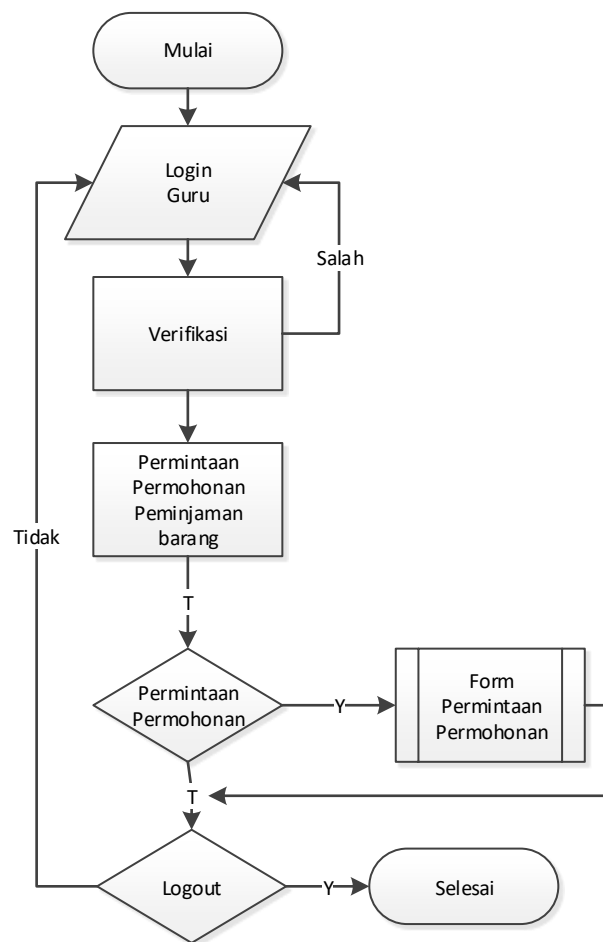 Mulai
Login
Guru
Salah
Verifikasi
Permintaan
Permohonan
Peminjaman
barang
Tidak
T
Permintaan
Permohonan
Y
Form
Permintaan
Permohonan
T
Logout
Y
Selesai